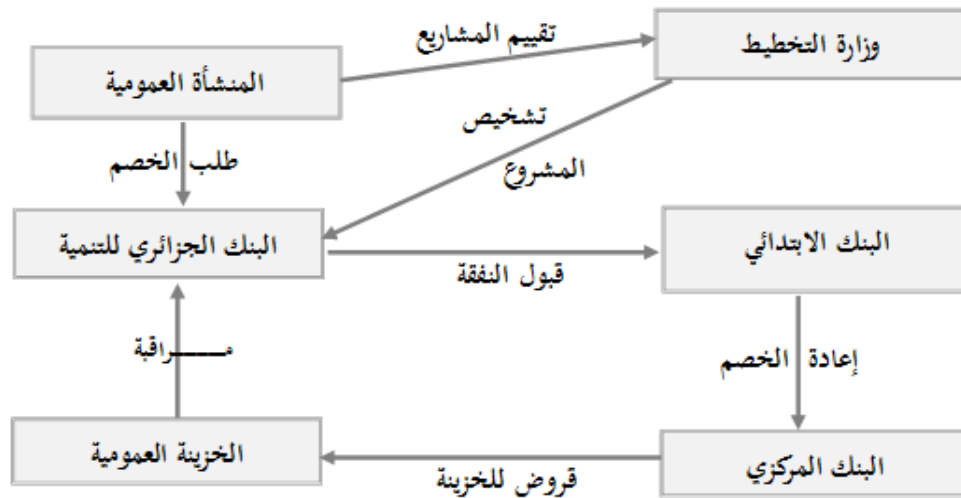 تقييم المشاريع
وزارة التخطيط
المنشأة العمومية
تشخيص
المشروع
طلب الخصم
البنك الجزائري للتنمية
قبول النفقة
البنك الابتدائي
إعادة الخصم
مـــــراقبة
الخزينة العمومية
قروض للخزينة
البنك المركزي